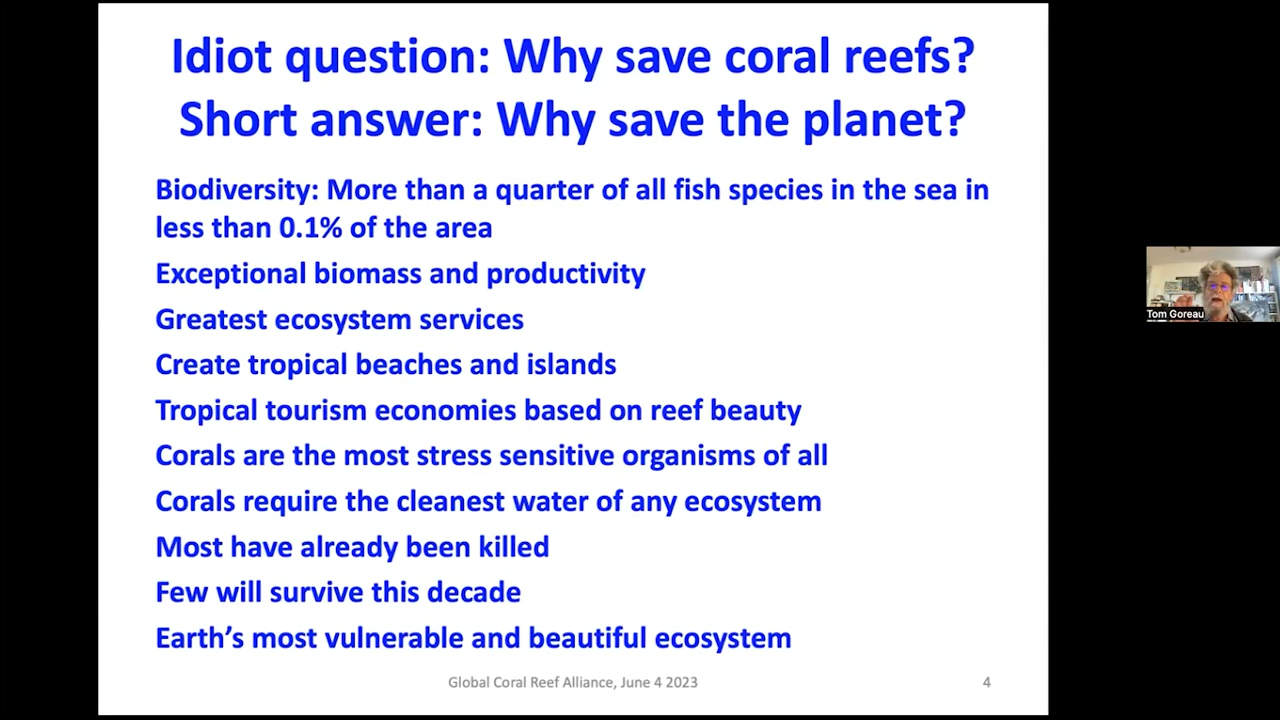 Idiot question: Why save coral reefs?
Short answer: Why save the planet?
Biodiversity: More than a quarter of all fish species in the sea in
less than 0.1% of the area
Exceptional biomass and productivity
Greatest ecosystem services
Create tropical beaches and islands
Tropical tourism economies based on reef beauty
Corals are the most stress sensitive organisms of all
Corals require the cleanest water of any ecosystem
Most have already been killed
Few will survive this decade
Earth’s most vulnerable and beautiful ecosystem
Global Coral Reef Alliance, June 4 2023
4
Tom Goreau